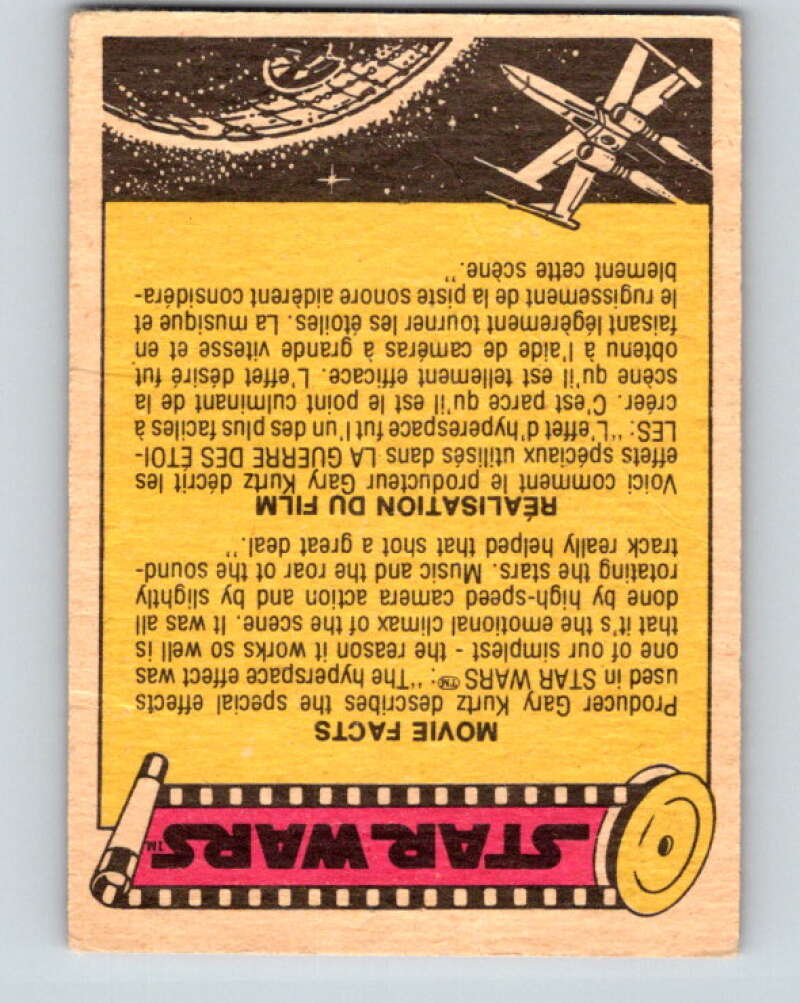 STAR WARS™
MOVIE FACTS
Producer Gary Kurtz describes the special effects
used in STAR WARS™: "The hyperspace effect was
one of our simplest - the reason it works so well is
that it's the emotional climax of the scene. It was all
done by high-speed camera action and by slightly
rotating the stars. Music and the roar of the sound-
track really helped that shot a great deal."
RÉALISATION DU FILM
Voici comment le producteur Gary Kurtz décrit les
effets spéciaux utilisés dans LA GUERRE DES ÉTOI-
LES: "L'effet d'hyperespace fut l'un des plus faciles à
créer. C'est parce qu'il est le point culminant de la
scène qu'il est tellement efficace. L'effet désiré fut
obtenu à l'aide de caméras à grande vitesse et en
faisant légèrement tourner les étoiles. La musique et
le rugissement de la piste sonore aidèrent considéra-
blement cette scène."